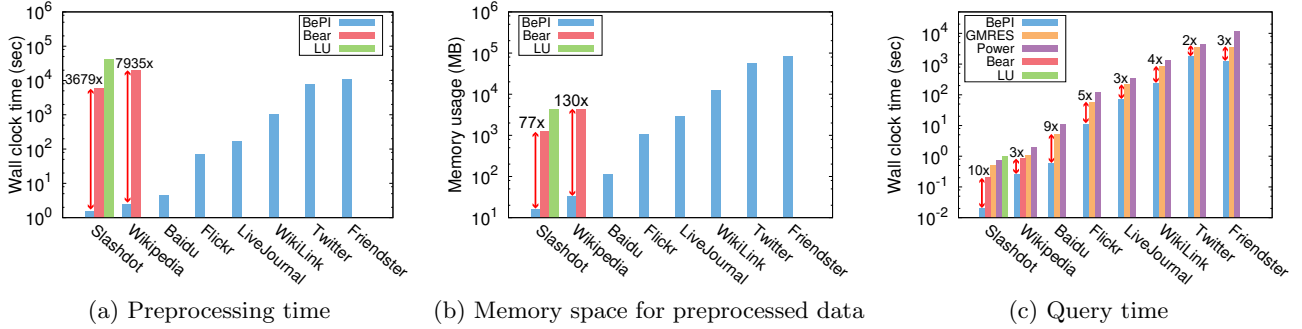 10^6
10^5
10^4
10^3
10^2
10^1
10^0
Wall clock time (sec)
BePI
Bear
LU
3679x
7935x
Slashdot
Wikipedia
Baidu
Flickr
LiveJournal
WikiLink
Twitter
Friendster
(a) Preprocessing time
10^6
10^5
10^4
10^3
10^2
10^1
Memory usage (MB)
BePI
Bear
LU
77x
130x
Slashdot
Wikipedia
Baidu
Flickr
LiveJournal
WikiLink
Twitter
Friendster
(b) Memory space for preprocessed data
10^4
10^3
10^2
10^1
10^0
10^-1
10^-2
Wall clock time (sec)
BePI
GMRES
Power
Bear
LU
10x
3x
9x
5x
3x
4x
2x
3x
Slashdot
Wikipedia
Baidu
Flickr
LiveJournal
WikiLink
Twitter
Friendster
(c) Query time